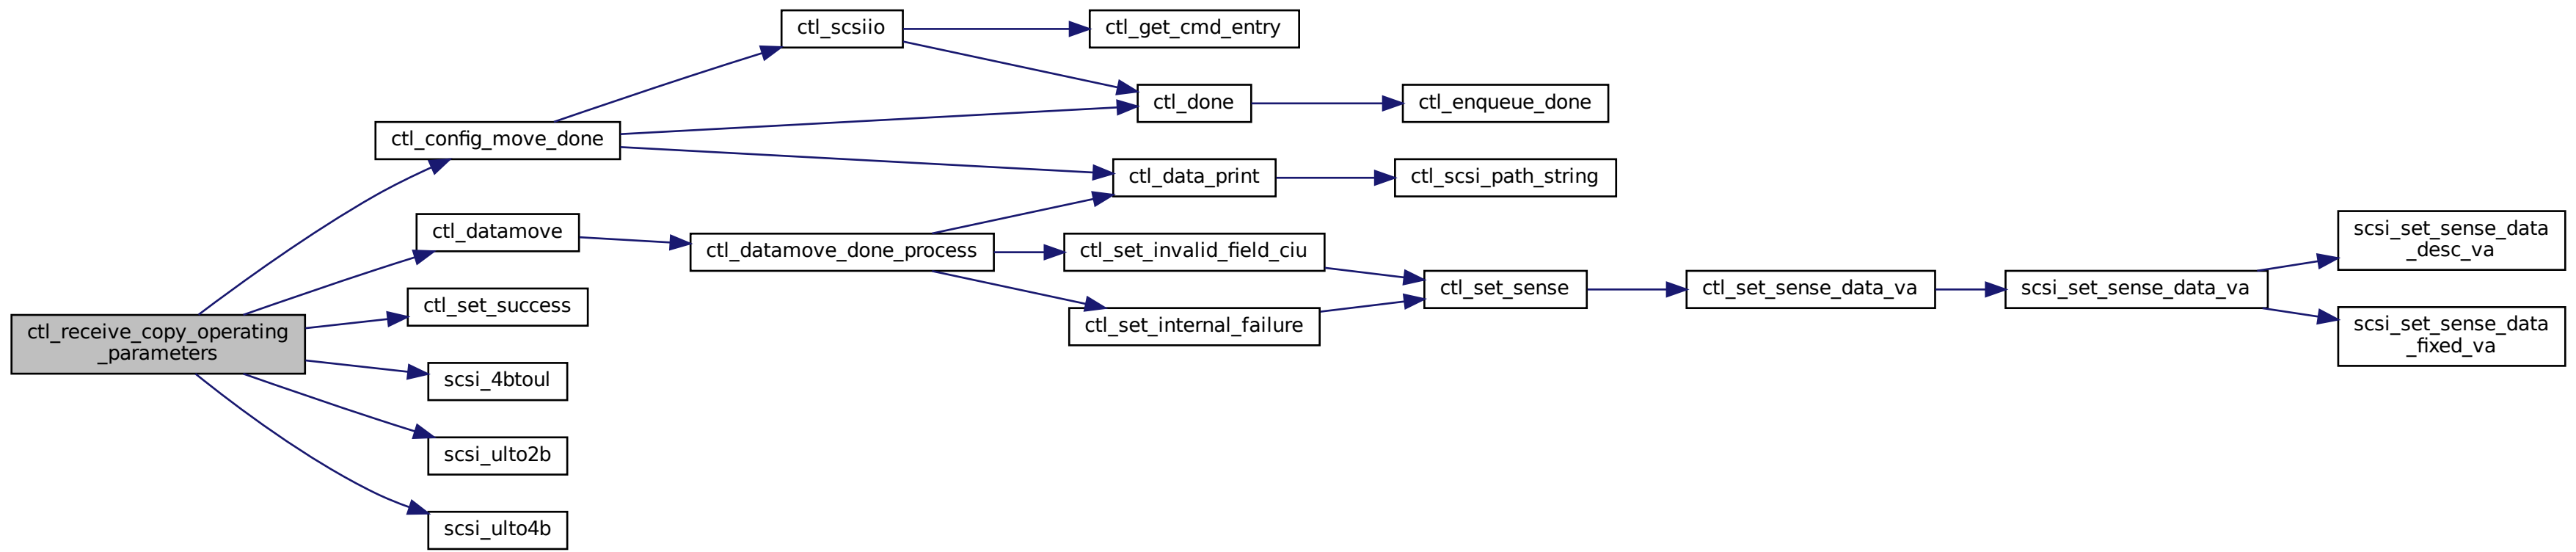 ctl_receive_copy_operating
_parameters
ctl_config_move_done
ctl_datamove
ctl_set_success
scsi_4btoul
scsi_ulto2b
scsi_ulto4b
ctl_scsiio
ctl_datamove_done_process
ctl_get_cmd_entry
ctl_done
ctl_data_print
ctl_set_invalid_field_ciu
ctl_set_internal_failure
ctl_enqueue_done
ctl_scsi_path_string
ctl_set_sense
ctl_set_sense_data_va
scsi_set_sense_data_va
scsi_set_sense_data
_desc_va
scsi_set_sense_data
_fixed_va